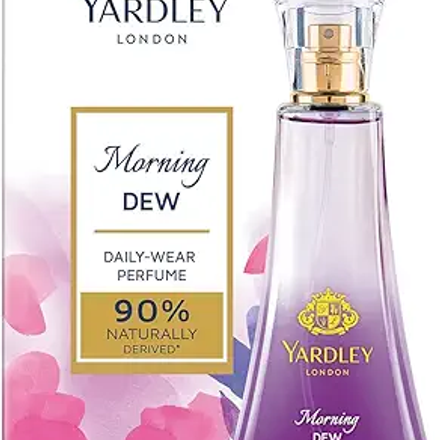 YARDLEY
LONDON
Morning
DEW
DAILY-WEAR
PERFUME
90%
NATURALLY
DERIVED*
YARDLEY
LONDON
Morning
DEW